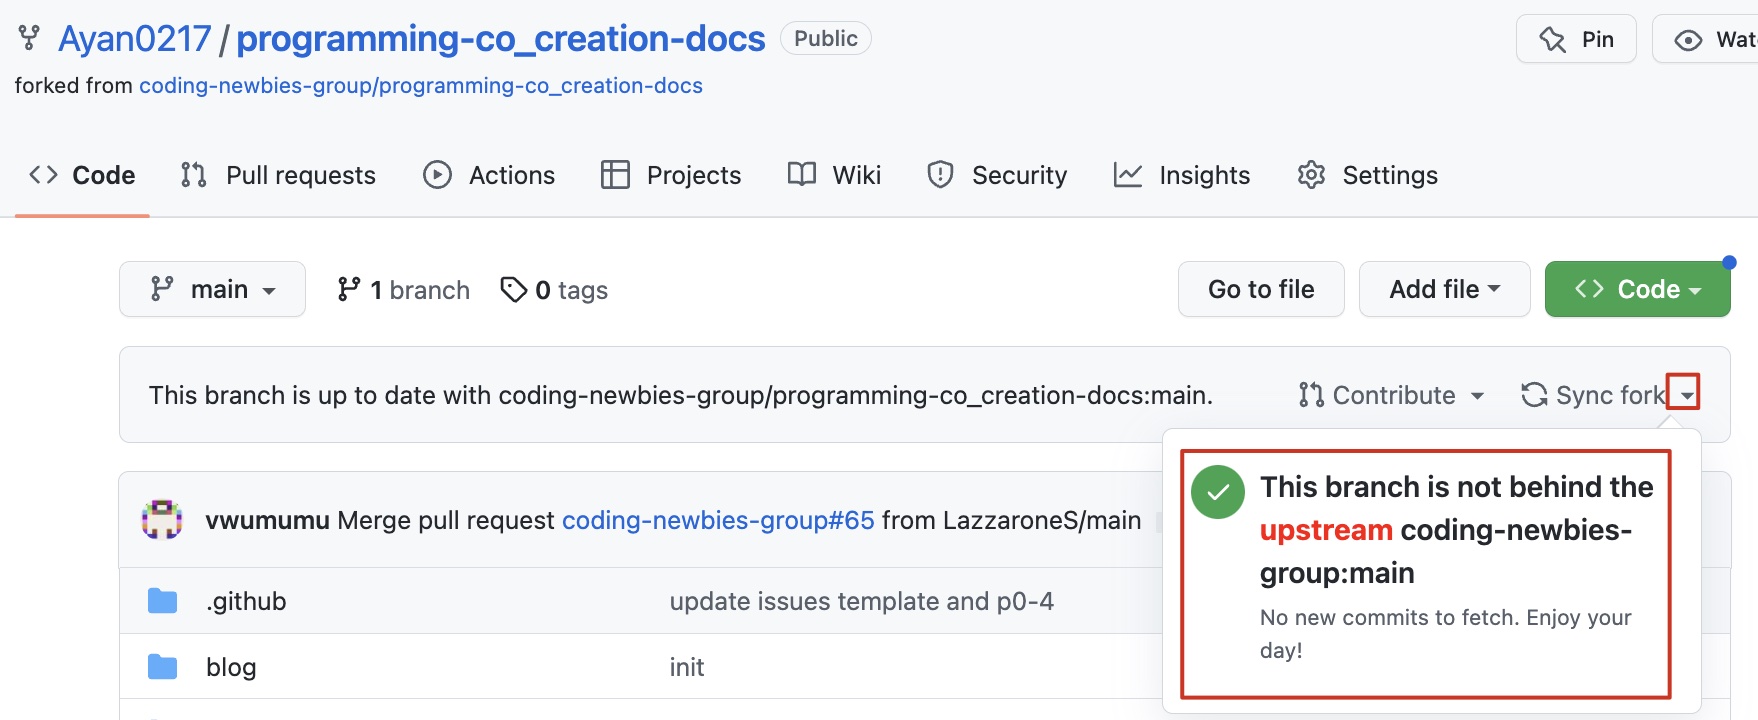 Ayan0217 / programming-co_creation-docs Public Pin
forked from coding-newbies-group/programming-co_creation-docs
Code Pull requests Actions Projects Wiki Security Insights Settings
main 1 branch 0 tags Go to file Add file Code
This branch is up to date with coding-newbies-group/programming-co_creation-docs:main. Contribute Sync fork
This branch is not behind the
upstream coding-newbies-
group:main
No new commits to fetch. Enjoy your
day!
vwumumu Merge pull request coding-newbies-group#65 from LazzaroneS/main
.github update issues template and p0-4
blog init